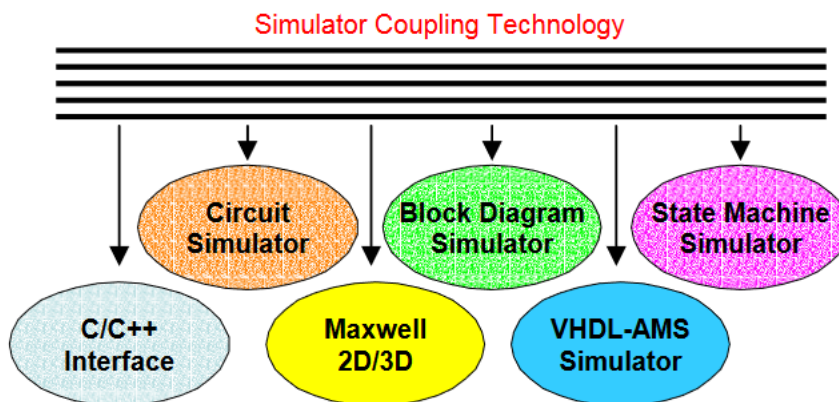 Simulator Coupling Technology
Circuit
Simulator
Block Diagram
Simulator
State Machine
Simulator
C/C++
Interface
Maxwell
2D/3D
VHDL-AMS
Simulator